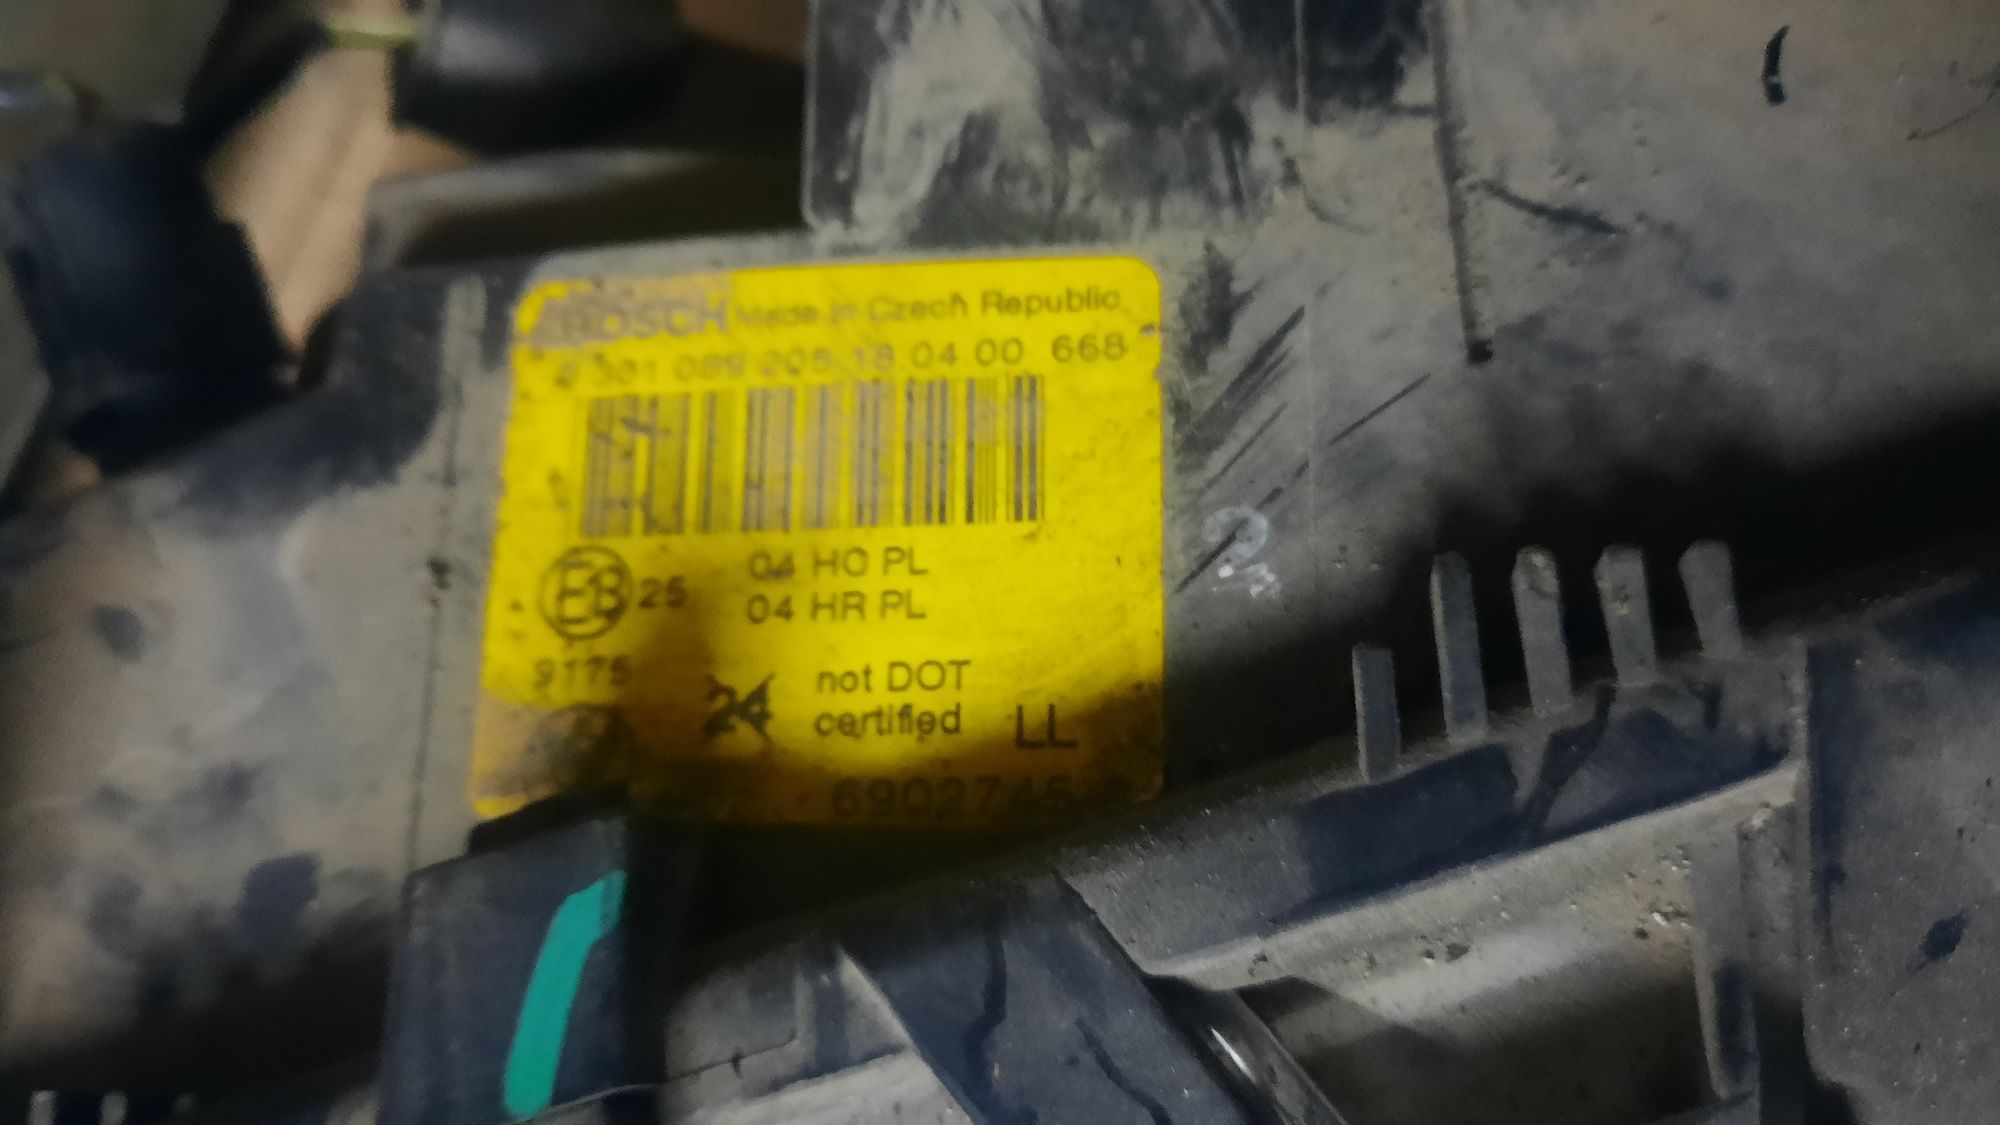 BOSCH Made in Czech Republic
0 301 089 208 18 04 00 668
E8 25 04 HC PL
04 HR PL
9175
24 not DOT
certified LL
6902745